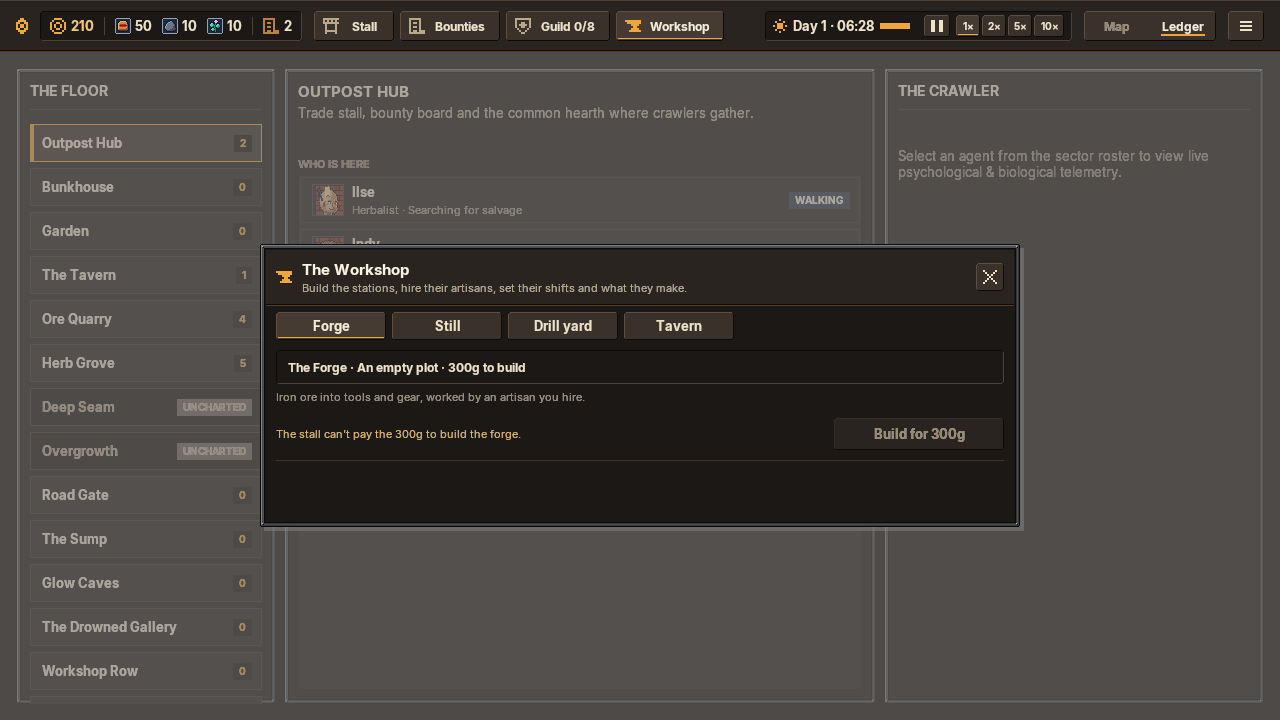 210 50 10 10 2 Stall Bounties Guild 0/8 Workshop Day 1 · 06:28 1x 2x 5x 10x Map Ledger
THE FLOOR
Outpost Hub 2
Bunkhouse 0
Garden 0
The Tavern 1
Ore Quarry 4
Herb Grove 5
Deep Seam UNCHARTED
Overgrowth UNCHARTED
Road Gate 0
The Sump 0
Glow Caves 0
The Drowned Gallery 0
Workshop Row 0
OUTPOST HUB
Trade stall, bounty board and the common hearth where crawlers gather.
WHO IS HERE
Ilse
Herbalist · Searching for salvage
WALKING
Indy
The Workshop
Build the stations, hire their artisans, set their shifts and what they make.
Forge Still Drill yard Tavern
The Forge · An empty plot · 300g to build
Iron ore into tools and gear, worked by an artisan you hire.
The stall can't pay the 300g to build the forge.
Build for 300g
THE CRAWLER
Select an agent from the sector roster to view live
psychological & biological telemetry.